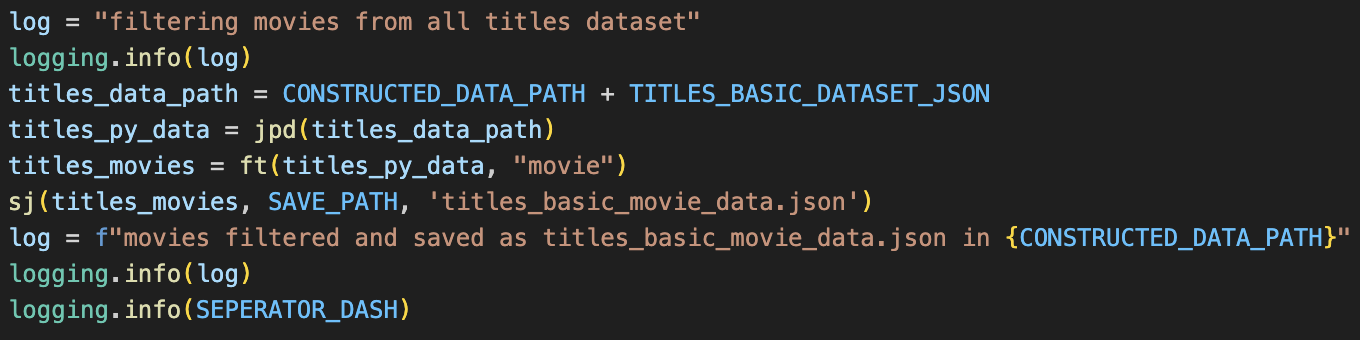 log = "filtering movies from all titles dataset"
logging.info(log)
titles_data_path = CONSTRUCTED_DATA_PATH + TITLES_BASIC_DATASET_JSON
titles_py_data = jpd(titles_data_path)
titles_movies = ft(titles_py_data, "movie")
sj(titles_movies, SAVE_PATH, 'titles_basic_movie_data.json')
log = f"movies filtered and saved as titles_basic_movie_data.json in {CONSTRUCTED_DATA_PATH}"
logging.info(log)
logging.info(SEPERATOR_DASH)